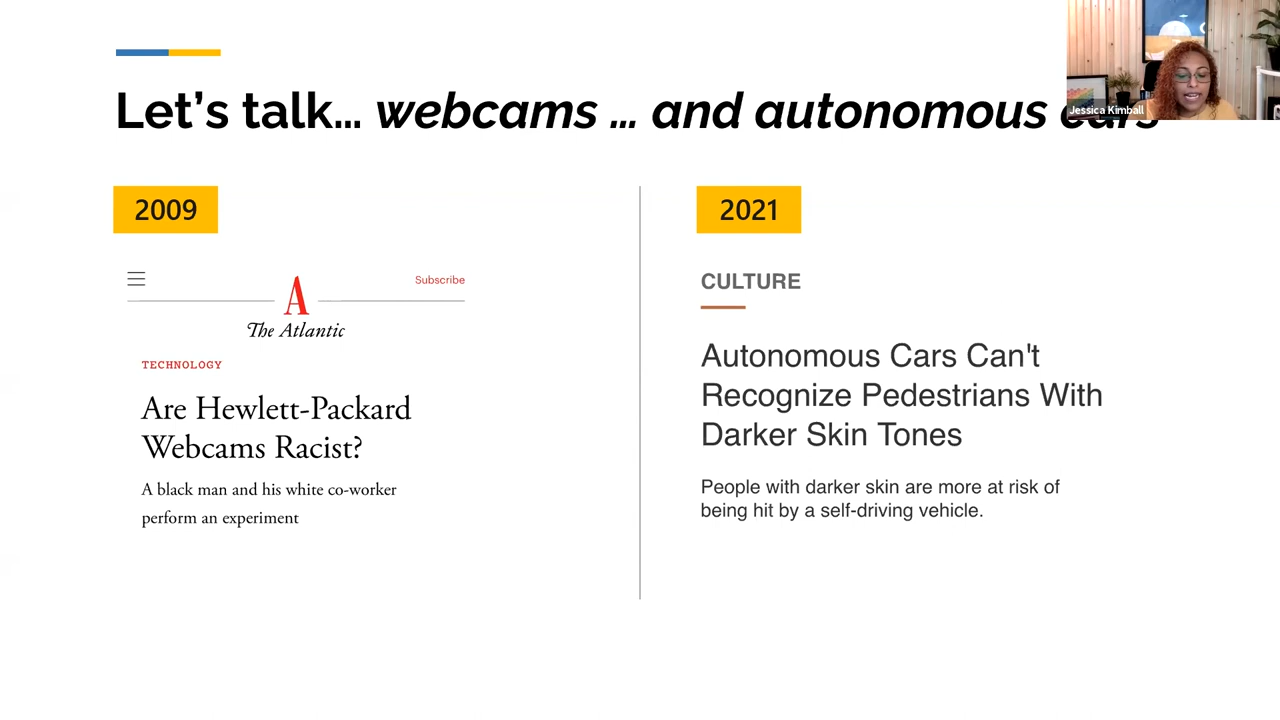 Let's talk... webcams ... and autonomous cars
Jessica Kimball
2009
Subscribe
A
The Atlantic
TECHNOLOGY
Are Hewlett-Packard
Webcams Racist?
A black man and his white co-worker
perform an experiment
2021
CULTURE
Autonomous Cars Can't
Recognize Pedestrians With
Darker Skin Tones
People with darker skin are more at risk of
being hit by a self-driving vehicle.